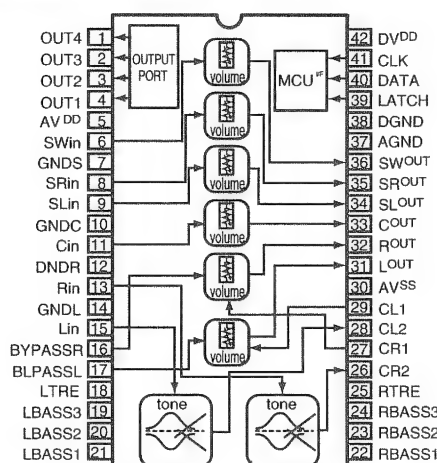 OUT4 1
OUT3 2
OUT2 3
OUT1 4
AVDD 5
SWin 6
GNDS 7
SRin 8
SLin 9
GNDC 10
Cin 11
DNDR 12
Rin 13
GNDL 14
Lin 15
BYPASSR 16
BLPASSL 17
LTRE 18
LBASS3 19
LBASS2 20
LBASS1 21
OUTPUT
PORT
volume
volume
volume
volume
volume
volume
tone
tone
MCU I/F
42 DVDD
41 CLK
40 DATA
39 LATCH
38 DGND
37 AGND
36 SWOUT
35 SROUT
34 SLOUT
33 COUT
32 ROUT
31 LOUT
30 AVSS
29 CL1
28 CL2
27 CR1
26 CR2
25 RTRE
24 RBASS3
23 RBASS2
22 RBASS1